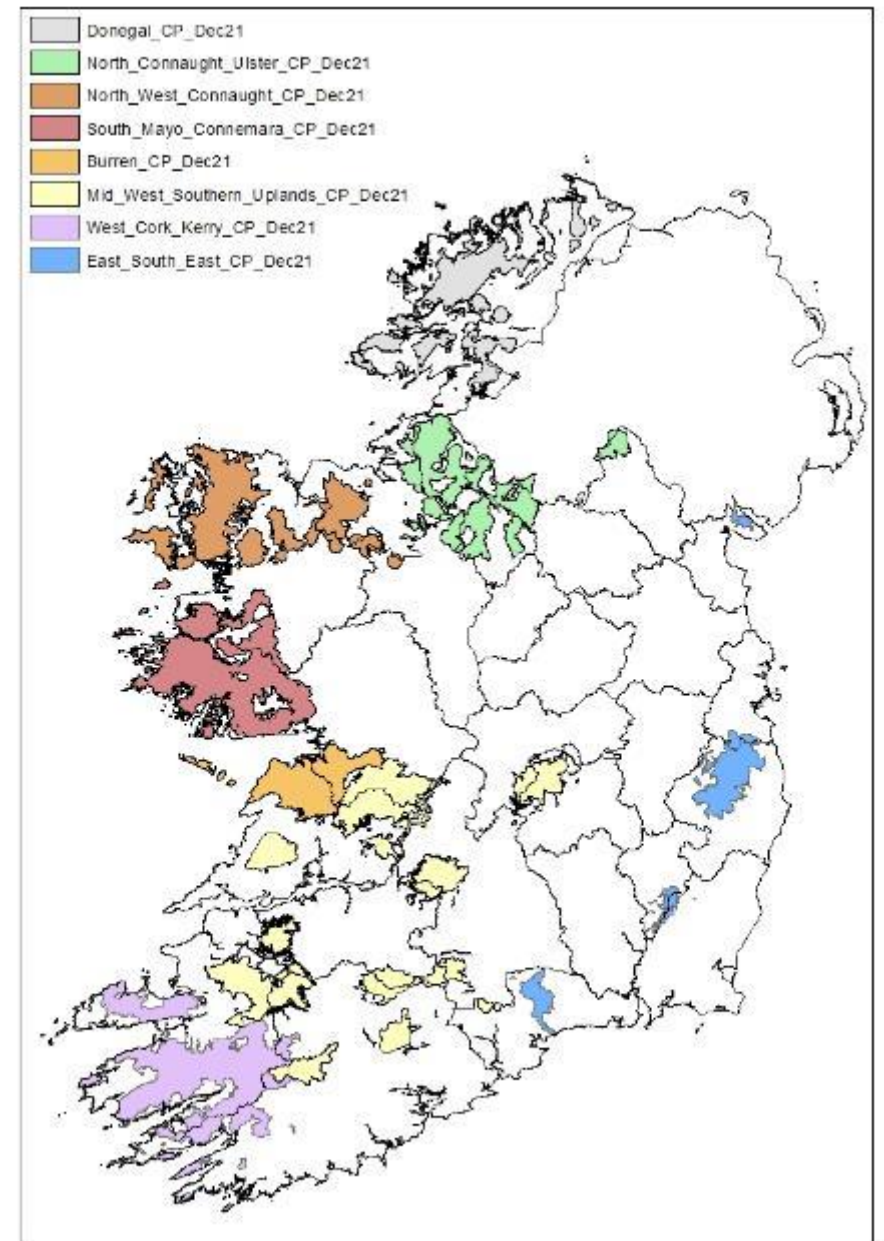 Donegal_CP_Dec21
North_Connaught_Ulster_CP_Dec21
North_West_Connaught_CP_Dec21
South_Mayo_Connemara_CP_Dec21
Burren_CP_Dec21
Mid_West_Southern_Uplands_CP_Dec21
West_Cork_Kerry_CP_Dec21
East_South_East_CP_Dec21